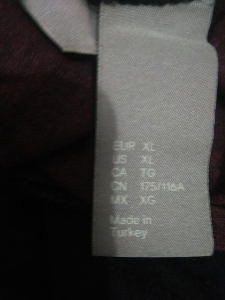 EUR XL
US XL
CA TG
CN 175/116A
MX XG
Made in
Turkey